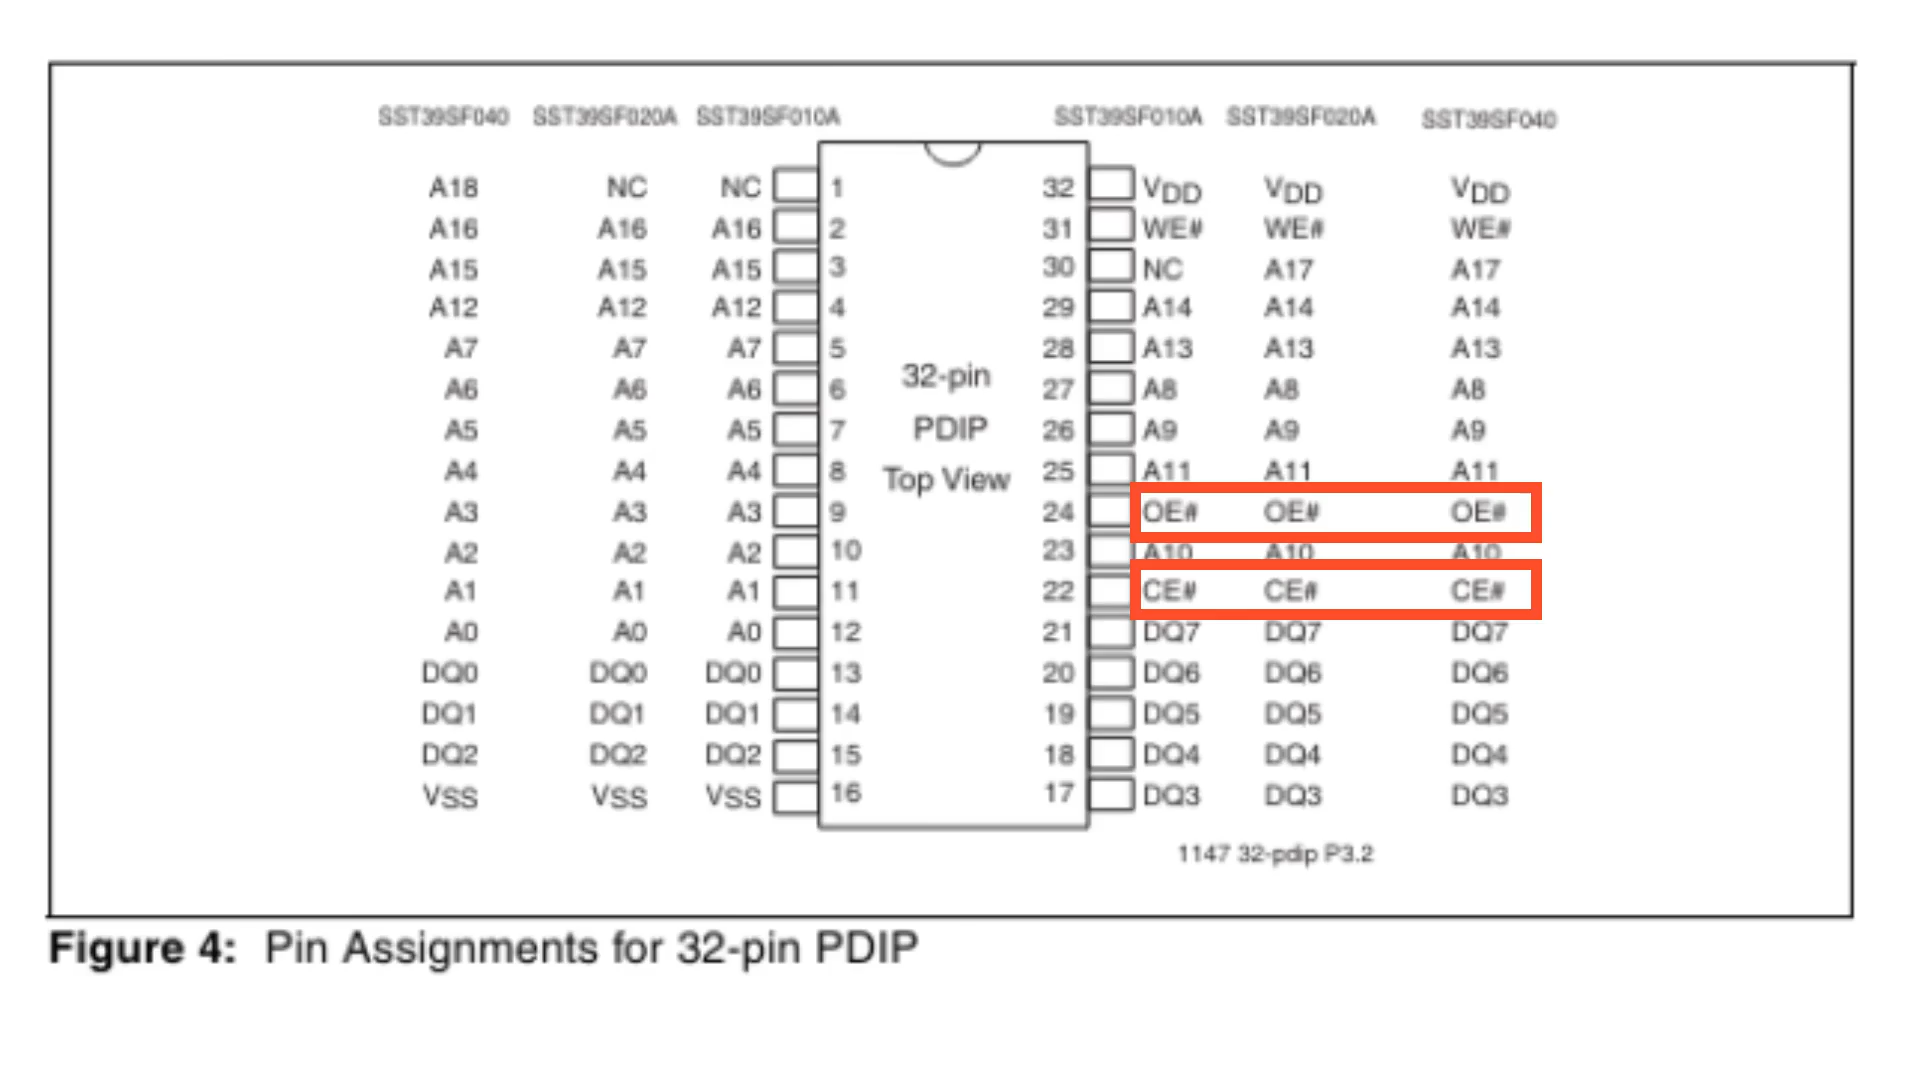 SST39SF040 SST39SF020A SST39SF010A SST39SF010A SST39SF020A SST39SF040
A18 NC NC 1 32 VDD VDD VDD
A16 A16 A16 2 31 WE# WE# WE#
A15 A15 A15 3 30 NC A17 A17
A12 A12 A12 4 29 A14 A14 A14
A7 A7 A7 5 28 A13 A13 A13
A6 A6 A6 6 32-pin 27 A8 A8 A8
A5 A5 A5 7 PDIP 26 A9 A9 A9
A4 A4 A4 8 Top View 25 A11 A11 A11
A3 A3 A3 9 24 OE# OE# OE#
A2 A2 A2 10 23 A10 A10 A10
A1 A1 A1 11 22 CE# CE# CE#
A0 A0 A0 12 21 DQ7 DQ7 DQ7
DQ0 DQ0 DQ0 13 20 DQ6 DQ6 DQ6
DQ1 DQ1 DQ1 14 19 DQ5 DQ5 DQ5
DQ2 DQ2 DQ2 15 18 DQ4 DQ4 DQ4
VSS VSS VSS 16 17 DQ3 DQ3 DQ3
1147 32-pdip P3.2
Figure 4: Pin Assignments for 32-pin PDIP